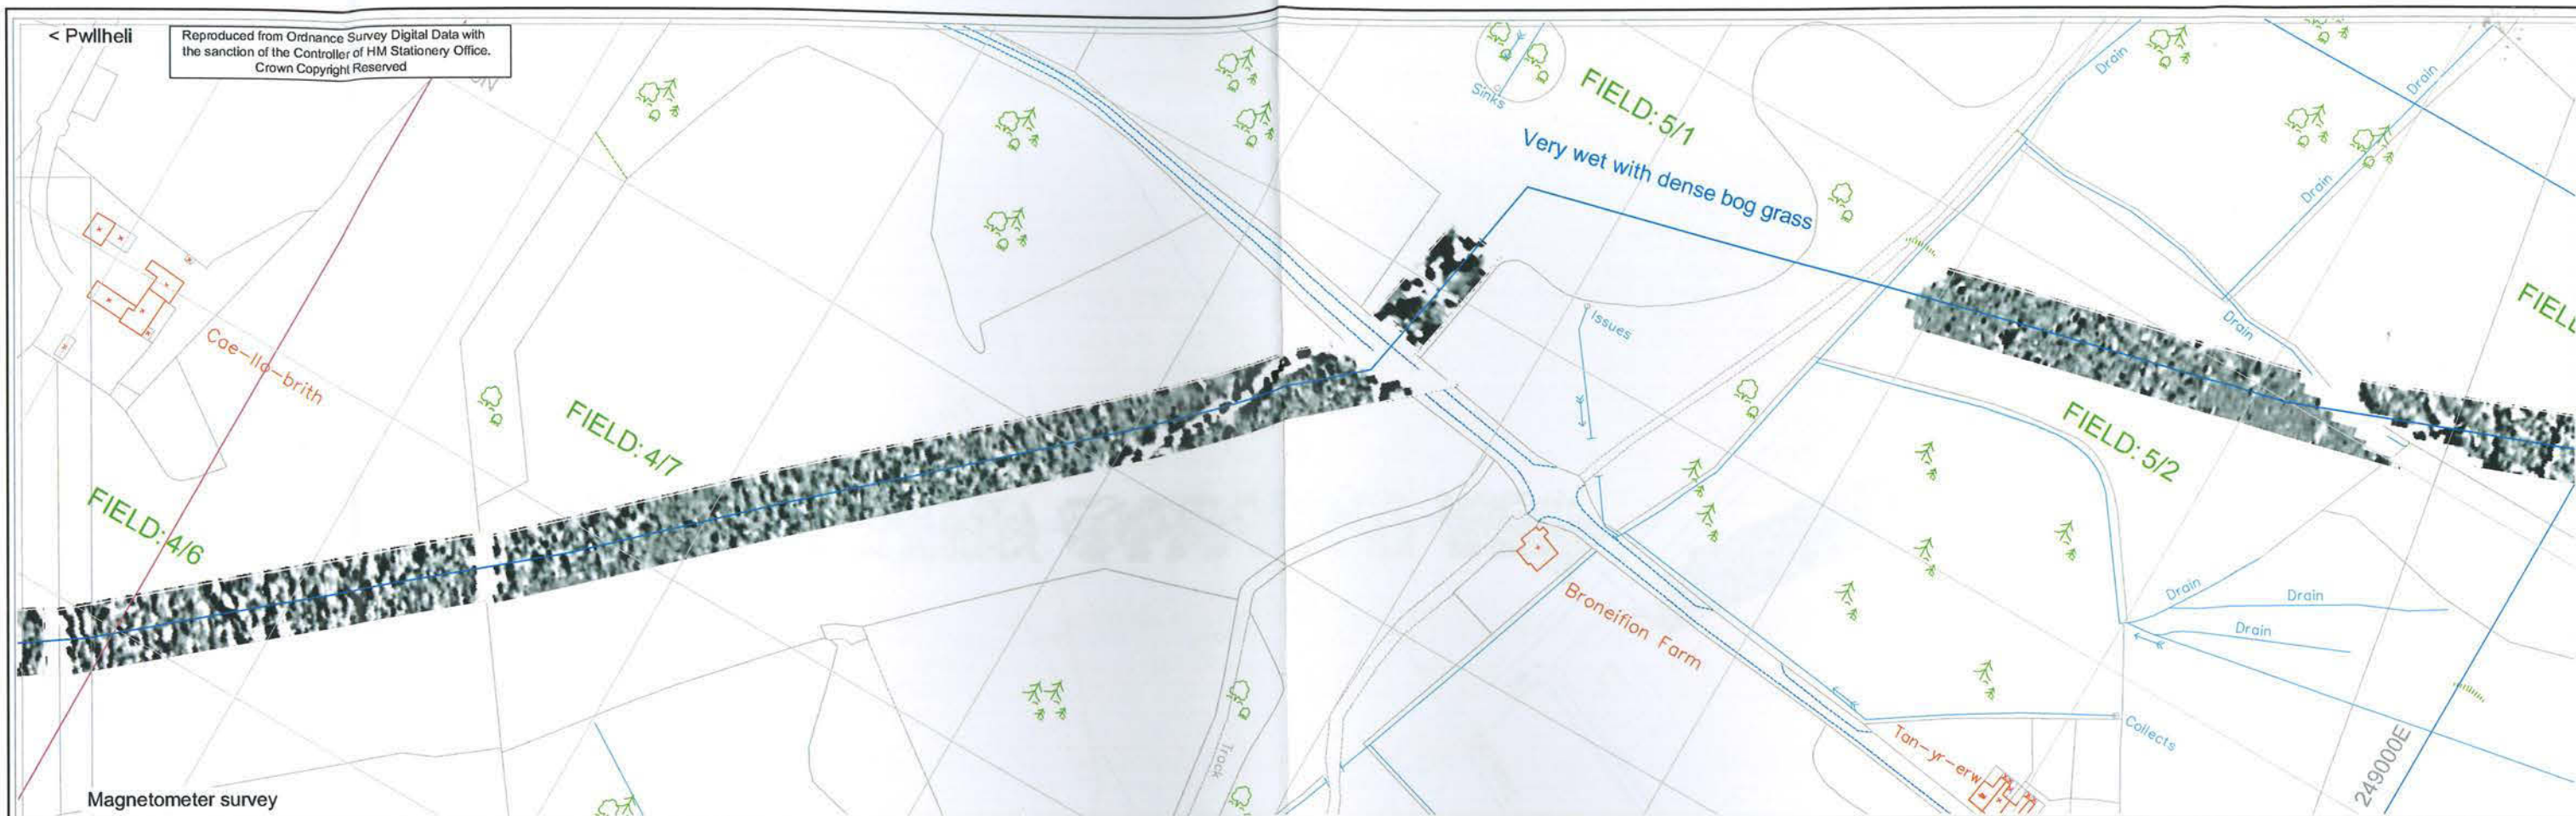 < Pwllheli
Reproduced from Ordnance Survey Digital Data with
the sanction of the Controller of HM Stationery Office.
Crown Copyright Reserved
Sinks
FIELD: 5/1
Very wet with dense bog grass
Drain
Drain
Drain
Drain
Issues
Cae-llo-brith
FIELD: 4/7
FIELD: 4/6
FIELD: 5/2
Broneifion Farm
Drain
Drain
Drain
Collects
Tan-yr-erw
Track
249000E
Magnetometer survey